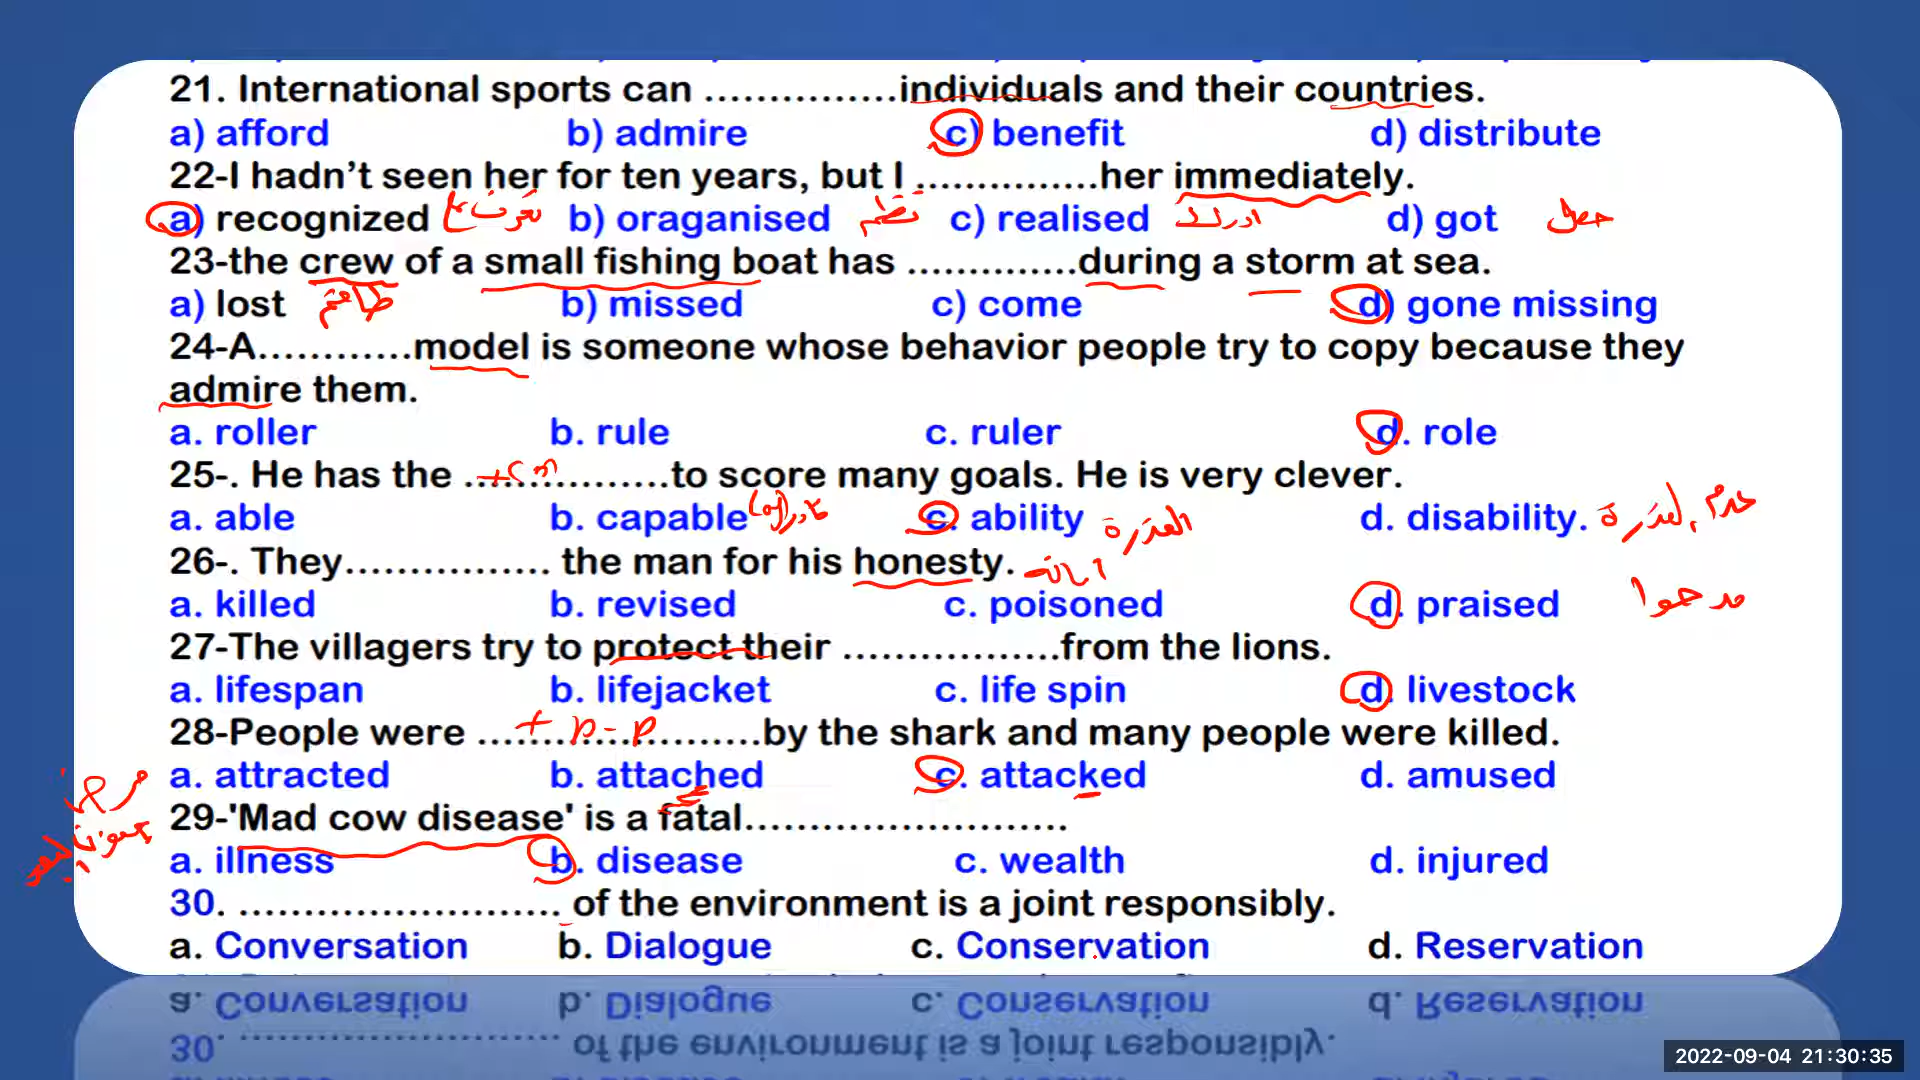 21. International sports can ...............individuals and their countries.
a) afford b) admire c) benefit d) distribute
22-I hadn't seen her for ten years, but I ..............her immediately.
a) recognized b) oraganised نظم c) realised ادرك d) got حصل
23-the crew of a small fishing boat has .............during a storm at sea.
a) lost طاقم b) missed c) come d) gone missing
24-A............model is someone whose behavior people try to copy because they
admire them.
a. roller b. rule c. ruler d. role
25-. He has the ................to score many goals. He is very clever.
a. able b. capable (of) c. ability القدرة d. disability. عدم القدرة
26-. They................ the man for his honesty. امانة
a. killed b. revised c. poisoned d. praised مدحوا
27-The villagers try to protect their .................from the lions.
a. lifespan b. lifejacket c. life spin d. livestock
28-People were + p-p ......................by the shark and many people were killed.
a. attracted b. attached c. attacked d. amused
29-'Mad cow disease' is a fatal.........................
a. illness b. disease c. wealth d. injured
30. ......................... of the environment is a joint responsibly.
a. Conversation b. Dialogue c. Conservation d. Reservation
2022-09-04 21:30:35